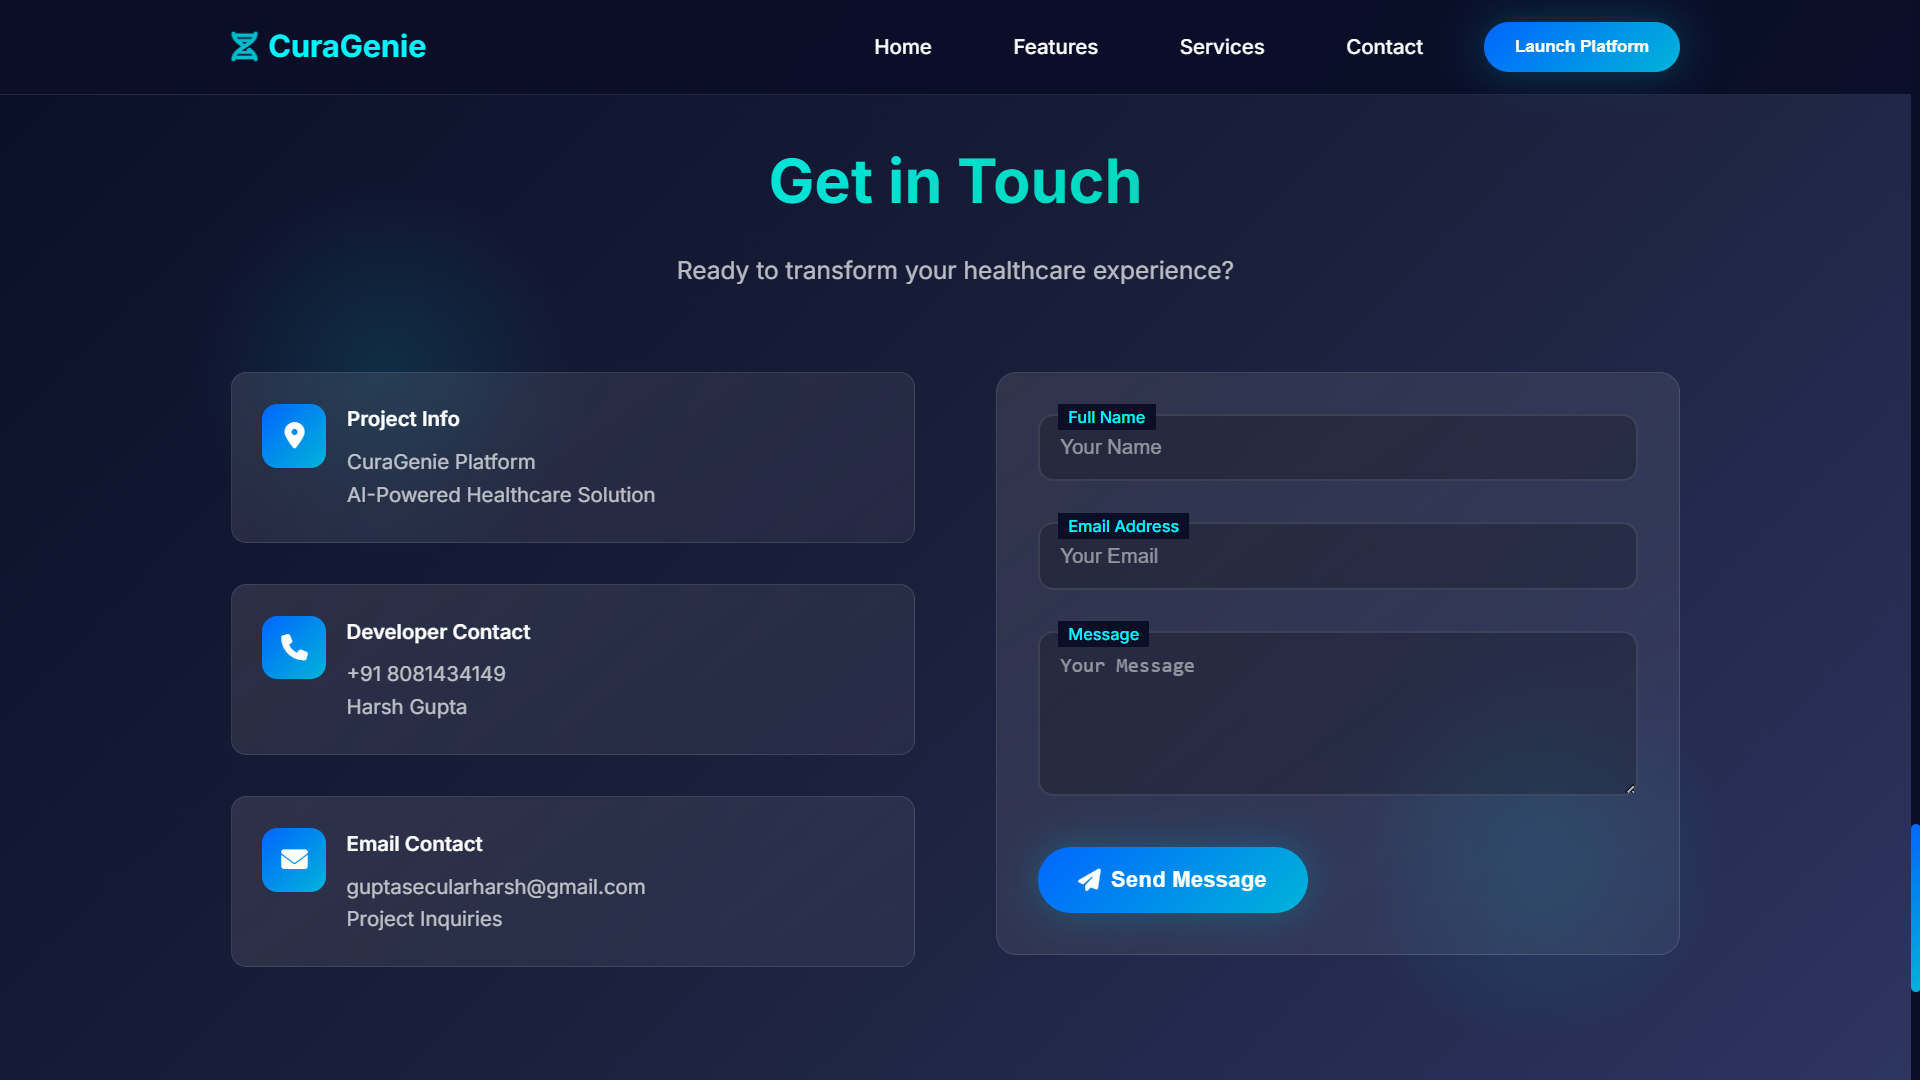 CuraGenie
Home
Features
Services
Contact
Launch Platform
Get in Touch
Ready to transform your healthcare experience?
Project Info
CuraGenie Platform
AI-Powered Healthcare Solution
Developer Contact
+91 8081434149
Harsh Gupta
Email Contact
guptasecularharsh@gmail.com
Project Inquiries
Full Name
Your Name
Email Address
Your Email
Message
Your Message
Send Message